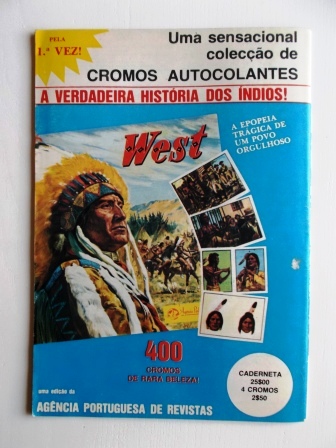 PELA
1.ª VEZ!
Uma sensacional
colecção de
CROMOS AUTOCOLANTES
A VERDADEIRA HISTÓRIA DOS ÍNDIOS!
West
A EPOPEIA
TRÁGICA DE
UM POVO
ORGULHOSO
400
CROMOS
DE RARA BELEZA!
CADERNETA
25$00
4 CROMOS
2$50
uma edição da
AGÊNCIA PORTUGUESA DE REVISTAS